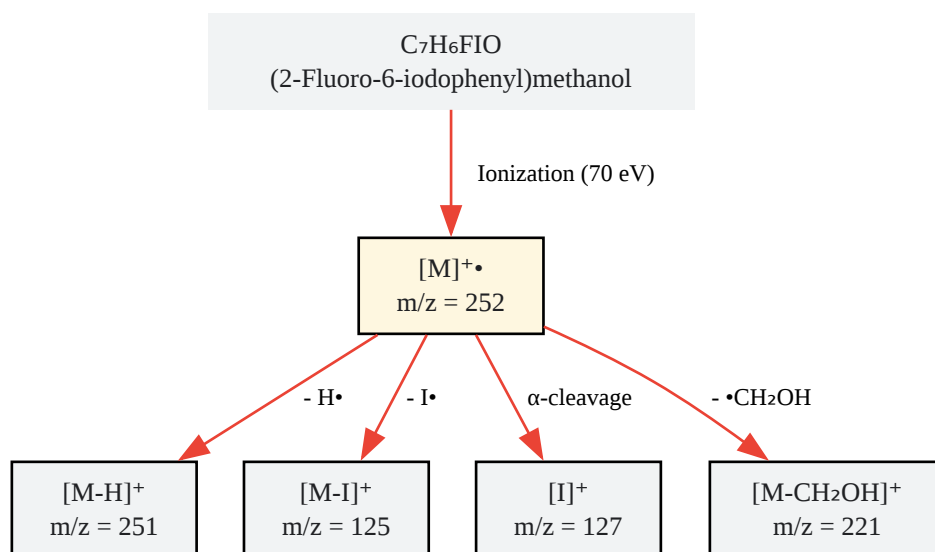 C₇H₆FIO
(2-Fluoro-6-iodophenyl)methanol
Ionization (70 eV)
[M]⁺•
m/z = 252
- H•
- I•
α-cleavage
- •CH₂OH
[M-H]⁺
m/z = 251
[M-I]⁺
m/z = 125
[I]⁺
m/z = 127
[M-CH₂OH]⁺
m/z = 221